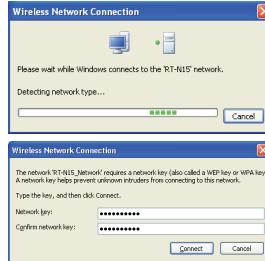 Wireless Network Connection
Please wait while Windows connects to the 'RT-N15' network.
Detecting network type...
Cancel
Wireless Network Connection
The network 'RT-N15_Network' requires a network key (also called a WEP key or WPA key
A network key helps prevent unknown intruders from connecting to this network.
Type the key, and then click Connect.
Network key:
Confirm network key:
Connect Cancel